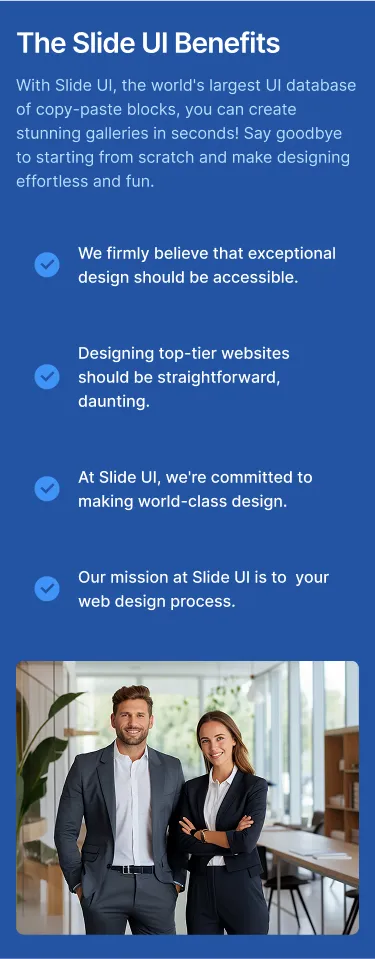 The Slide UI Benefits
With Slide UI, the world's largest UI database
of copy-paste blocks, you can create
stunning galleries in seconds! Say goodbye
to starting from scratch and make designing
effortless and fun.
We firmly believe that exceptional
design should be accessible.
Designing top-tier websites
should be straightforward,
daunting.
At Slide UI, we're committed to
making world-class design.
Our mission at Slide UI is to  your
web design process.